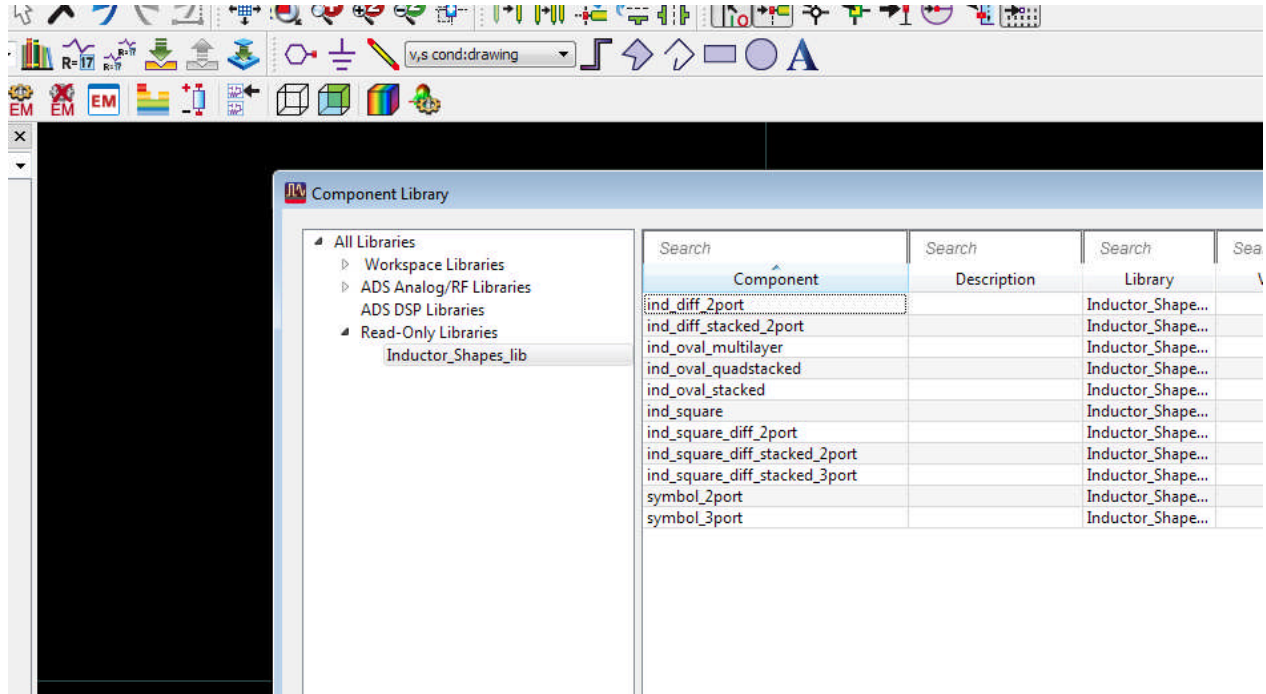 R=17
R=17
v,s cond:drawing
A
EM
EM
EM
Component Library
All Libraries
Workspace Libraries
ADS Analog/RF Libraries
ADS DSP Libraries
Read-Only Libraries
Inductor_Shapes_lib
Search Search Search Sea
Component Description Library
ind_diff_2port Inductor_Shape...
ind_diff_stacked_2port Inductor_Shape...
ind_oval_multilayer Inductor_Shape...
ind_oval_quadstacked Inductor_Shape...
ind_oval_stacked Inductor_Shape...
ind_square Inductor_Shape...
ind_square_diff_2port Inductor_Shape...
ind_square_diff_stacked_2port Inductor_Shape...
ind_square_diff_stacked_3port Inductor_Shape...
symbol_2port Inductor_Shape...
symbol_3port Inductor_Shape...